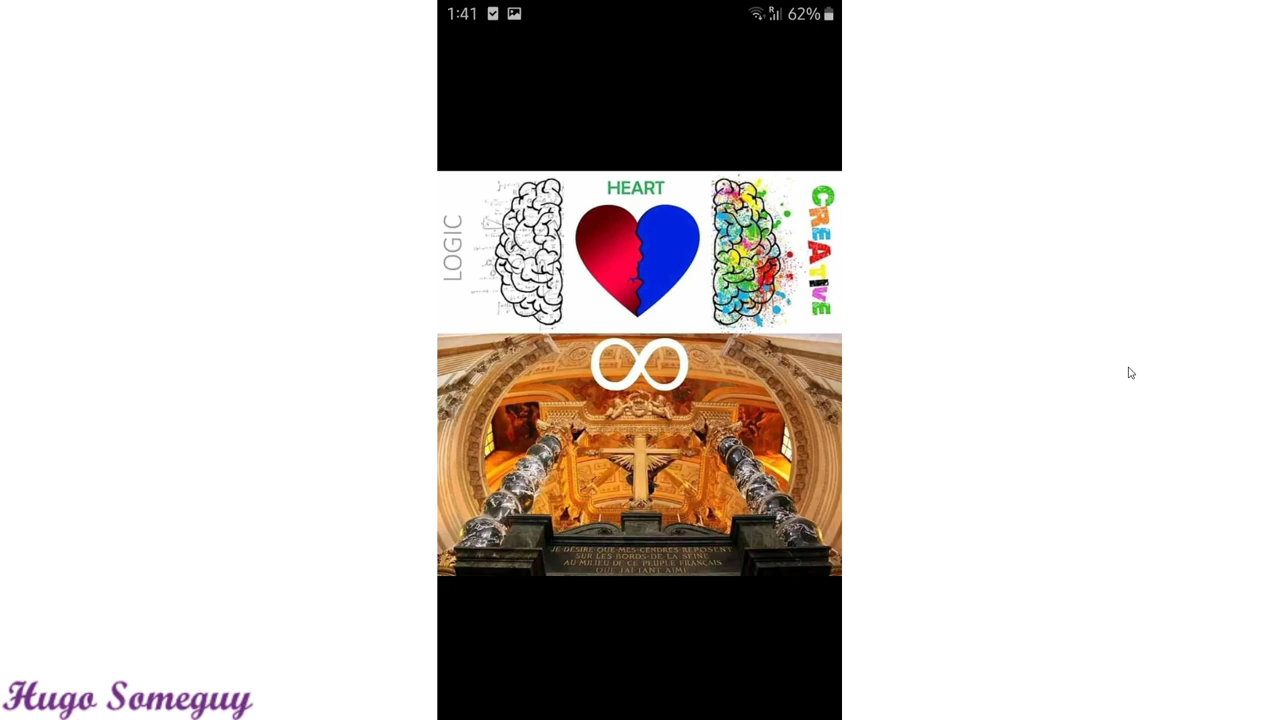 1:41
R
62%
HEART
LOGIC
CREATIVE
∞
JE DÉSIRE QUE MES CENDRES REPOSENT
SUR LES BORDS DE LA SEINE
AU MILIEU DE CE PEUPLE FRANÇAIS
QUE J'AI TANT AIMÉ
Hugo Someguy